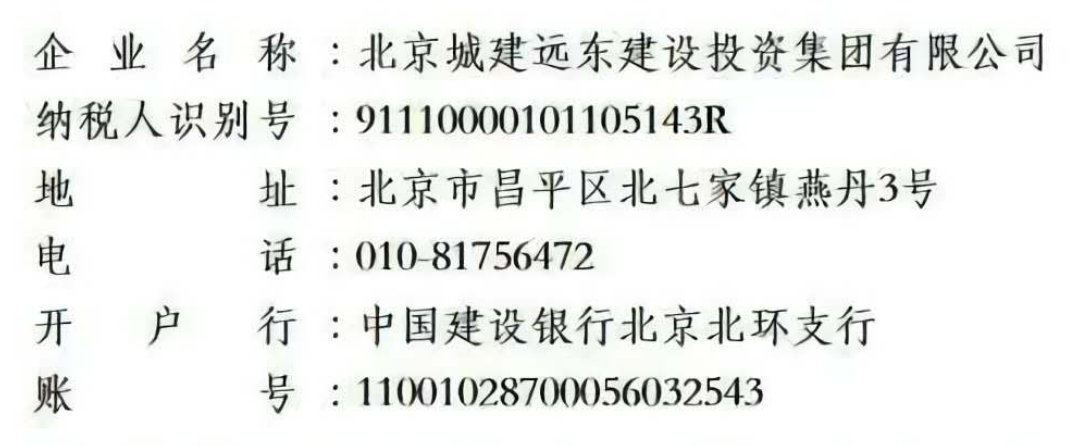 企业名称：北京城建远东建设投资集团有限公司
纳税人识别号：91110000101105143R
地址：北京市昌平区北七家镇燕丹3号
电话：010-81756472
开户行：中国建设银行北京北环支行
账号：11001028700056032543